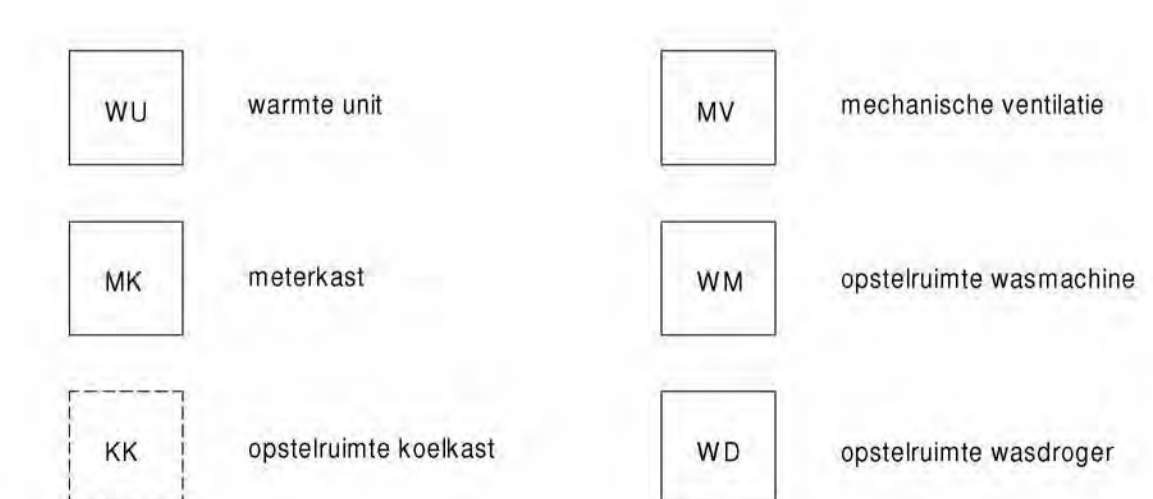 WU warmte unit
MV mechanische ventilatie
MK meterkast
WM opstelruimte wasmachine
KK opstelruimte koelkast
WD opstelruimte wasdroger